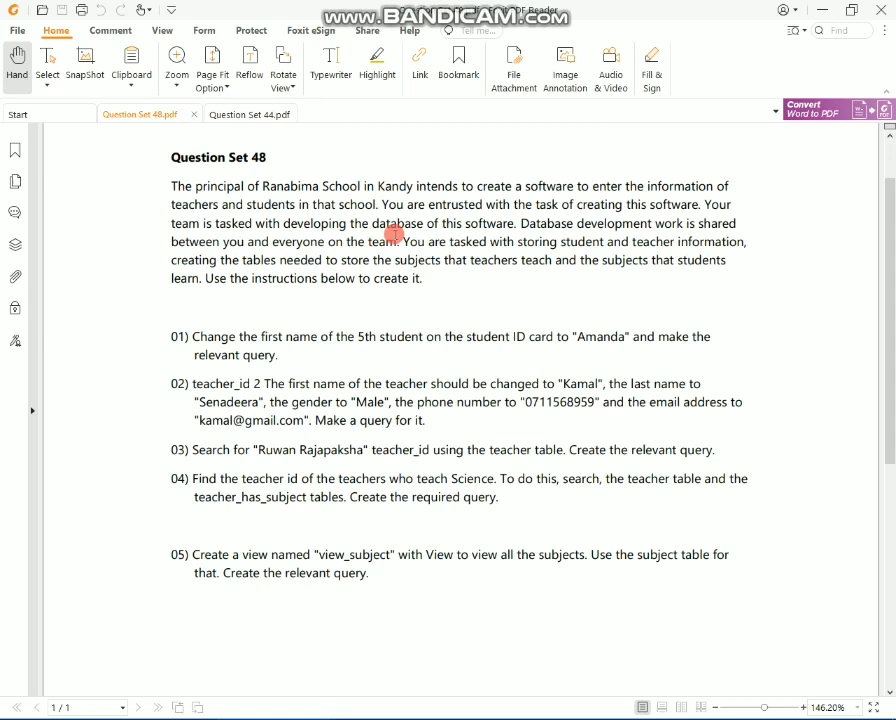 www.BANDICAM.com
PDF Reader
File Home Comment View Form Protect Foxit eSign Share Help Tell me... Find
Hand Select SnapShot Clipboard Zoom Page Fit Option Reflow Rotate View Typewriter Highlight Link Bookmark File Attachment Image Annotation Audio & Video Fill & Sign
Convert
Word to PDF
Start Question Set 48.pdf Question Set 44.pdf
Question Set 48
The principal of Ranabima School in Kandy intends to create a software to enter the information of
teachers and students in that school. You are entrusted with the task of creating this software. Your
team is tasked with developing the database of this software. Database development work is shared
between you and everyone on the team. You are tasked with storing student and teacher information,
creating the tables needed to store the subjects that teachers teach and the subjects that students
learn. Use the instructions below to create it.
01) Change the first name of the 5th student on the student ID card to "Amanda" and make the
relevant query.
02) teacher_id 2 The first name of the teacher should be changed to "Kamal", the last name to
"Senadeera", the gender to "Male", the phone number to "0711568959" and the email address to
"kamal@gmail.com". Make a query for it.
03) Search for "Ruwan Rajapaksha" teacher_id using the teacher table. Create the relevant query.
04) Find the teacher id of the teachers who teach Science. To do this, search, the teacher table and the
teacher_has_subject tables. Create the required query.
05) Create a view named "view_subject" with View to view all the subjects. Use the subject table for
that. Create the relevant query.
1 / 1 146.20%